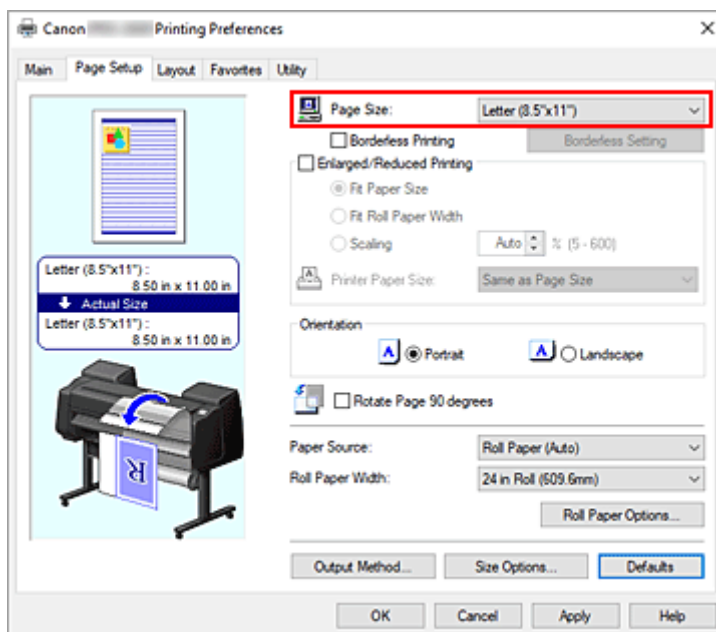 Canon Printing Preferences
Main Page Setup Layout Favorites Utility
Page Size: Letter (8.5"x11")
Borderless Printing Borderless Setting
Enlarged/Reduced Printing
Fit Paper Size
Fit Roll Paper Width
Scaling Auto % (5 - 600)
Printer Paper Size: Same as Page Size
Letter (8.5"x11") :
8.50 in x 11.00 in
Actual Size
Letter (8.5"x11") :
8.50 in x 11.00 in
Orientation
A Portrait A Landscape
Rotate Page 90 degrees
R
Paper Source: Roll Paper (Auto)
Roll Paper Width: 24 in Roll (609.6mm)
Roll Paper Options...
Output Method... Size Options... Defaults
OK Cancel Apply Help